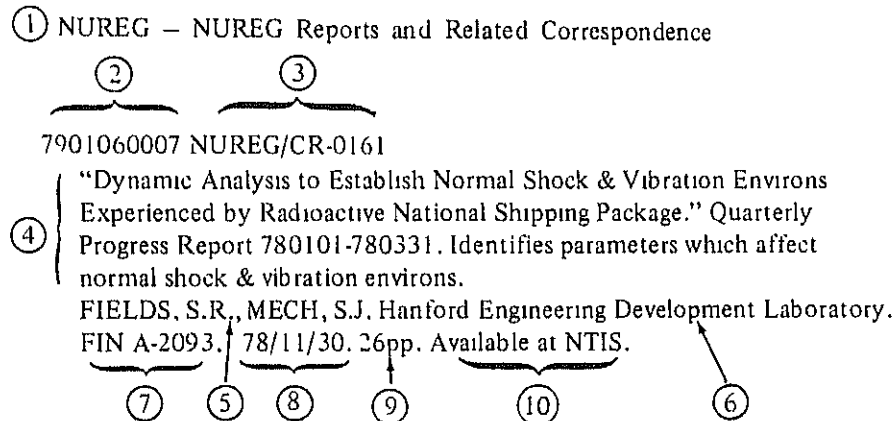 ① NUREG – NUREG Reports and Related Correspondence
② ③
7901060007 NUREG/CR-0161
"Dynamic Analysis to Establish Normal Shock & Vibration Environs
Experienced by Radioactive National Shipping Package." Quarterly
④ Progress Report 780101-780331. Identifies parameters which affect
normal shock & vibration environs.
FIELDS, S.R., MECH, S.J. Hanford Engineering Development Laboratory.
FIN A-2093. 78/11/30. 26pp. Available at NTIS.
⑦ ⑤ ⑧ ⑨ ⑩ ⑥